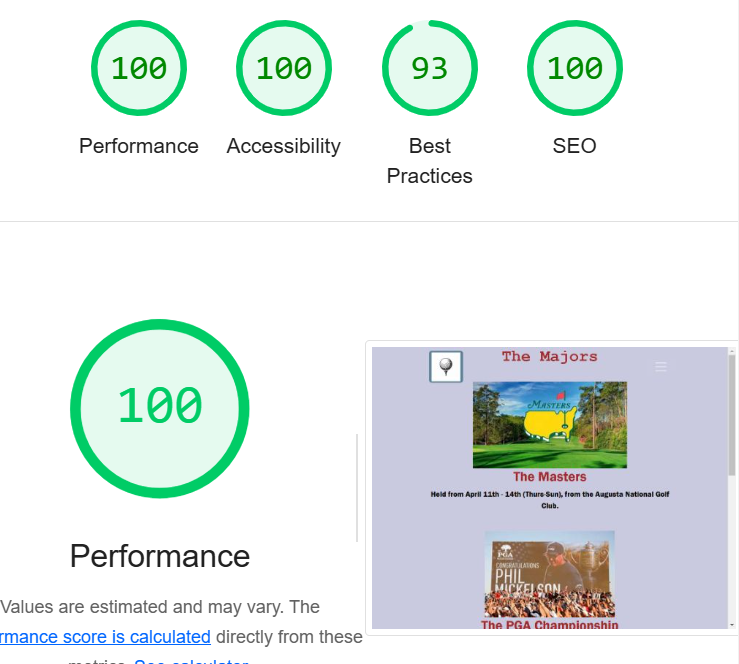 100 100 93 100
Performance Accessibility Best Practices SEO
100
Performance
Values are estimated and may vary. The
rmance score is calculated directly from these
metrics. See calculator.
The Majors
MASTERS
The Masters
Held from April 11th - 14th (Thurs-Sun), from the Augusta National Golf
Club.
PGA
CONGRATULATIONS
PHIL
MICKELSON
The PGA Championship